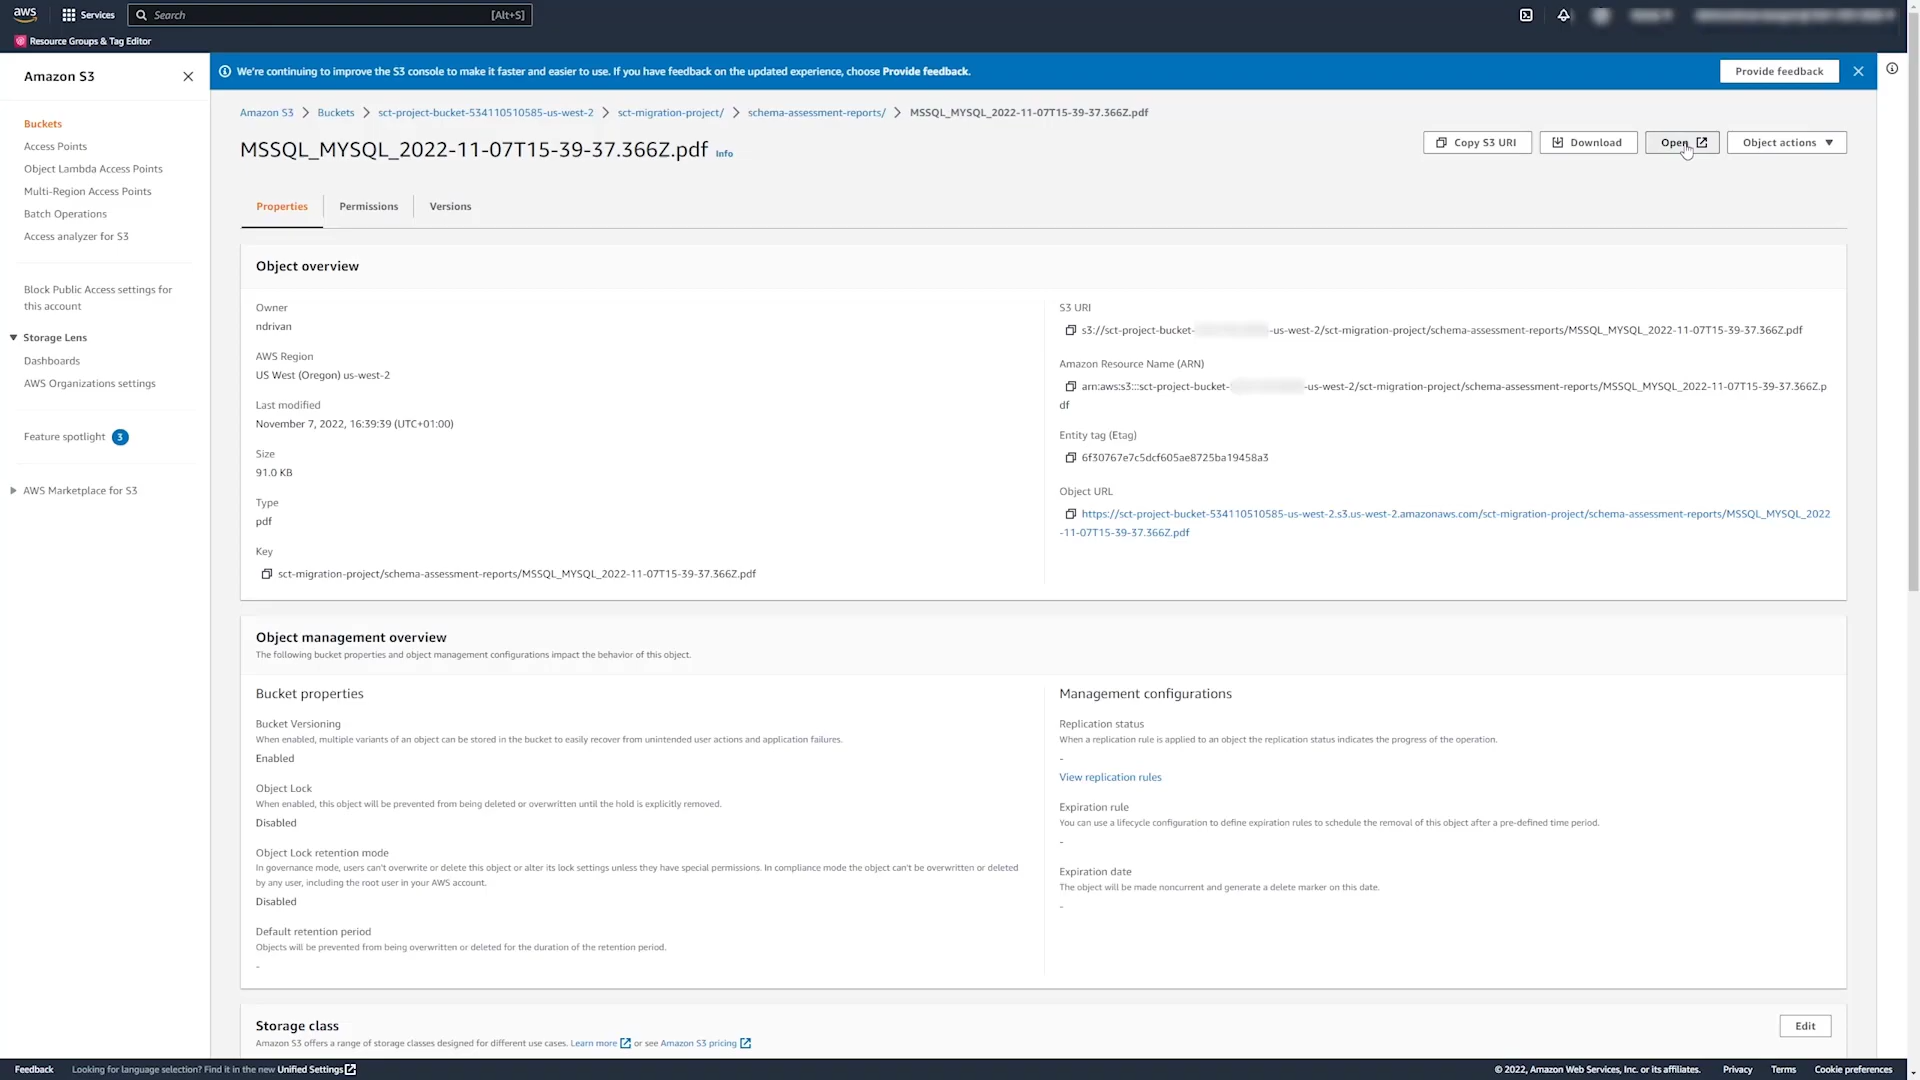 aws
Services
Search
[Alt+S]
Resource Groups & Tag Editor
Amazon S3
We're continuing to improve the S3 console to make it faster and easier to use. If you have feedback on the updated experience, choose Provide feedback.
Provide feedback
Buckets
Access Points
Object Lambda Access Points
Multi-Region Access Points
Batch Operations
Access analyzer for S3
Block Public Access settings for
this account
Storage Lens
Dashboards
AWS Organizations settings
Feature spotlight 3
AWS Marketplace for S3
Amazon S3 > Buckets > sct-project-bucket-534110510585-us-west-2 > sct-migration-project/ > schema-assessment-reports/ > MSSQL_MYSQL_2022-11-07T15-39-37.366Z.pdf
MSSQL_MYSQL_2022-11-07T15-39-37.366Z.pdf Info
Copy S3 URI
Download
Open
Object actions
Properties
Permissions
Versions
Object overview
Owner
ndrivan
AWS Region
US West (Oregon) us-west-2
Last modified
November 7, 2022, 16:39:39 (UTC+01:00)
Size
91.0 KB
Type
pdf
Key
sct-migration-project/schema-assessment-reports/MSSQL_MYSQL_2022-11-07T15-39-37.366Z.pdf
S3 URI
s3://sct-project-bucket- -us-west-2/sct-migration-project/schema-assessment-reports/MSSQL_MYSQL_2022-11-07T15-39-37.366Z.pdf
Amazon Resource Name (ARN)
arn:aws:s3:::sct-project-bucket- -us-west-2/sct-migration-project/schema-assessment-reports/MSSQL_MYSQL_2022-11-07T15-39-37.366Z.p
df
Entity tag (Etag)
6f30767e7c5dcf605ae8725ba19458a3
Object URL
https://sct-project-bucket-534110510585-us-west-2.s3.us-west-2.amazonaws.com/sct-migration-project/schema-assessment-reports/MSSQL_MYSQL_2022
-11-07T15-39-37.366Z.pdf
Object management overview
The following bucket properties and object management configurations impact the behavior of this object.
Bucket properties
Bucket Versioning
When enabled, multiple variants of an object can be stored in the bucket to easily recover from unintended user actions and application failures.
Enabled
Object Lock
When enabled, this object will be prevented from being deleted or overwritten until the hold is explicitly removed.
Disabled
Object Lock retention mode
In governance mode, users can't overwrite or delete this object or alter its lock settings unless they have special permissions. In compliance mode the object can't be overwritten or deleted
by any user, including the root user in your AWS account.
Disabled
Default retention period
Objects will be prevented from being overwritten or deleted for the duration of the retention period.
-
Management configurations
Replication status
When a replication rule is applied to an object the replication status indicates the progress of the operation.
-
View replication rules
Expiration rule
You can use a lifecycle configuration to define expiration rules to schedule the removal of this object after a pre-defined time period.
-
Expiration date
The object will be made noncurrent and generate a delete marker on this date.
-
Storage class
Amazon S3 offers a range of storage classes designed for different use cases. Learn more or see Amazon S3 pricing
Edit
Feedback
Looking for language selection? Find it in the new Unified Settings
© 2022, Amazon Web Services, Inc. or its affiliates.
Privacy
Terms
Cookie preferences